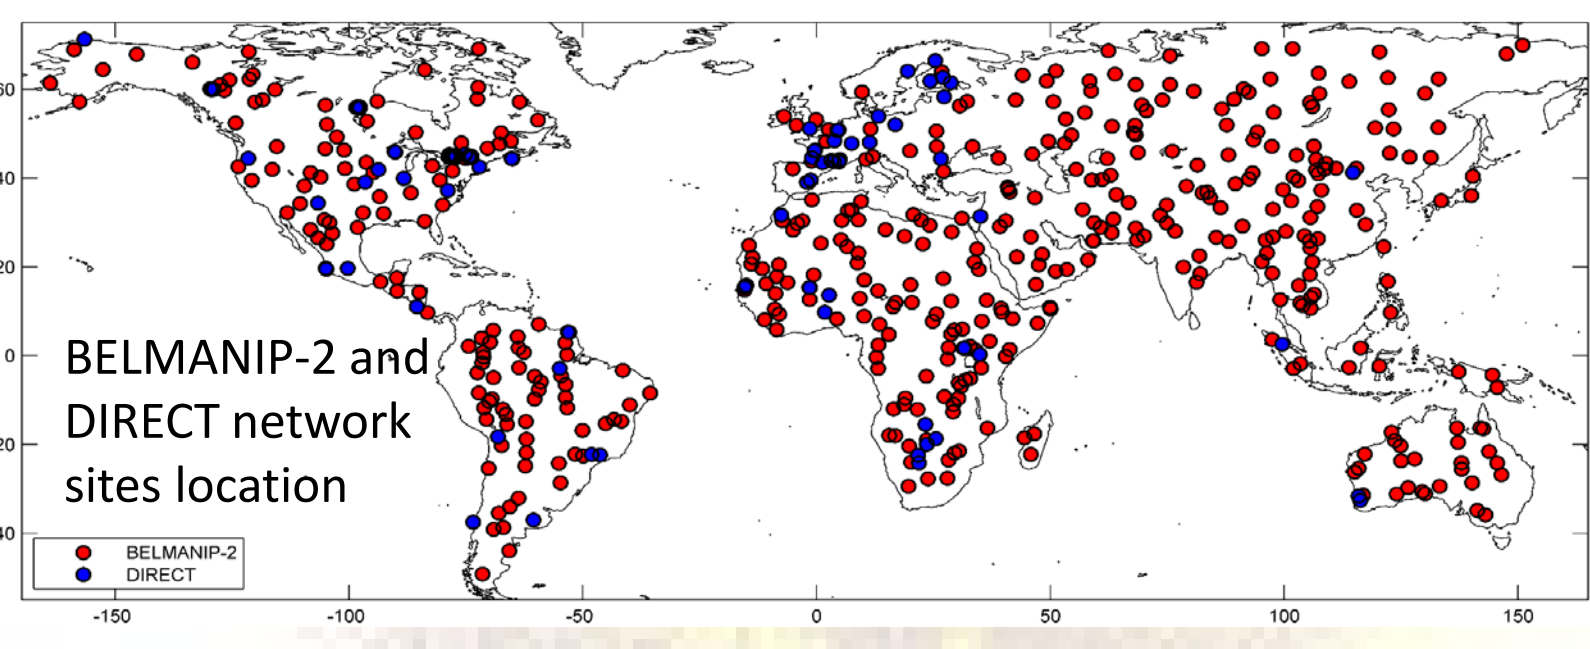 60
40
20
0
20
40
BELMANIP-2 and
DIRECT network
sites location
BELMANIP-2
DIRECT
-150 -100 -50 0 50 100 150